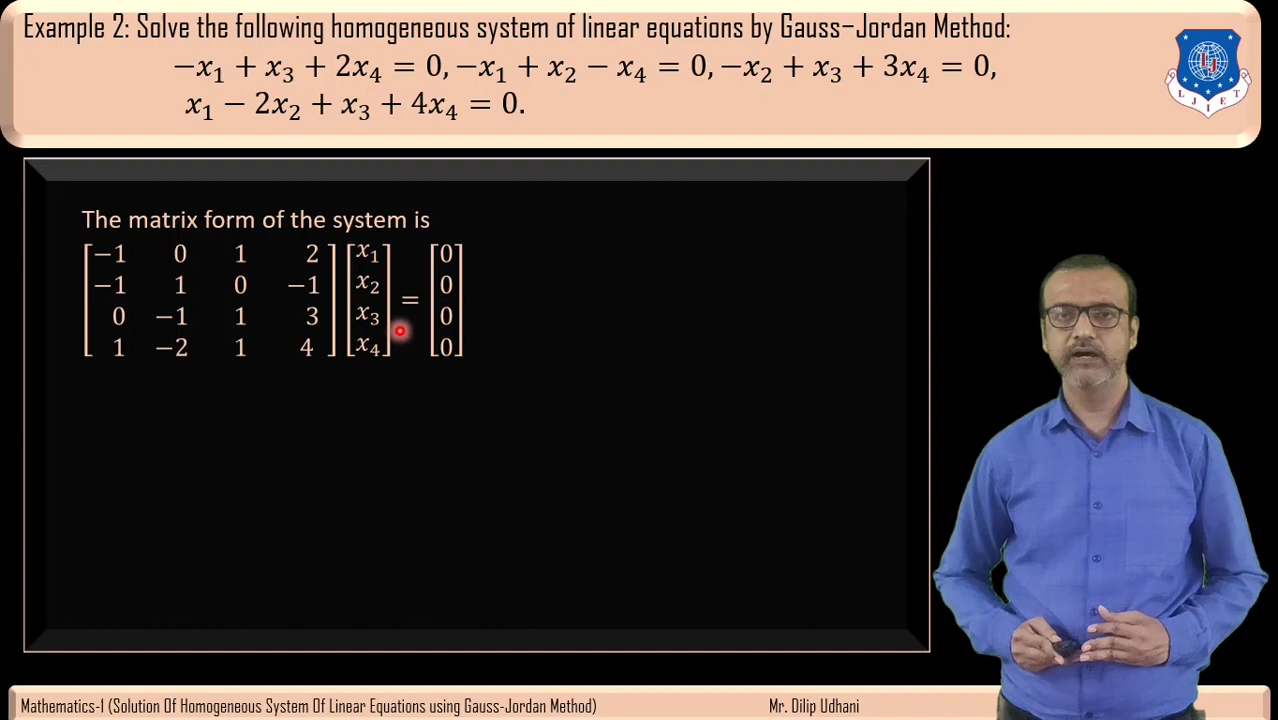 Example 2: Solve the following homogeneous system of linear equations by Gauss−Jordan Method:
−x₁ + x₃ + 2x₄ = 0, −x₁ + x₂ − x₄ = 0, −x₂ + x₃ + 3x₄ = 0,
x₁ − 2x₂ + x₃ + 4x₄ = 0.
LJIET
The matrix form of the system is
[−1 0 1 2] [x₁] [0]
[−1 1 0 −1] [x₂] = [0]
[0 −1 1 3] [x₃] [0]
[1 −2 1 4] [x₄] [0]
Mathematics-1 (Solution Of Homogeneous System Of Linear Equations using Gauss-Jordan Method) Mr. Dilip Udhani